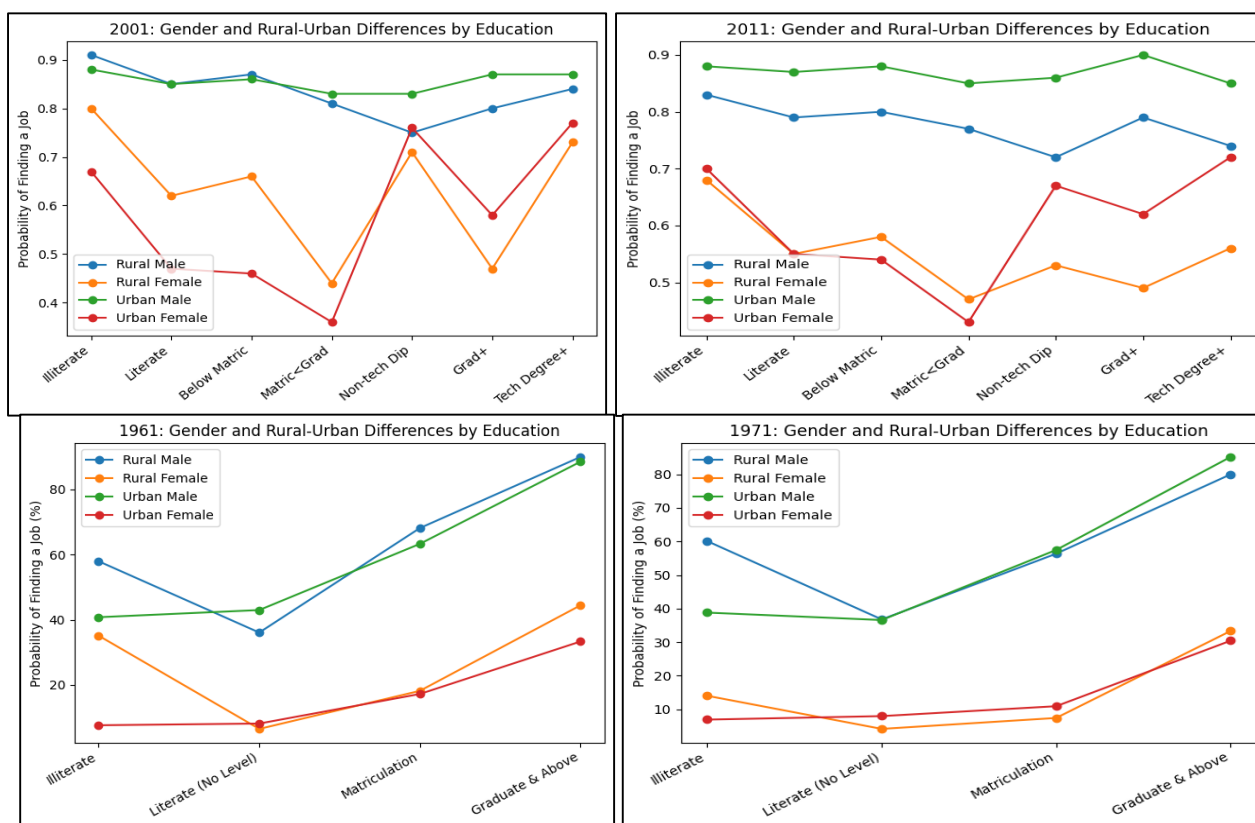 2001: Gender and Rural-Urban Differences by Education
Probability of Finding a Job
0.9
0.8
0.7
0.6
0.5
0.4
Rural Male
Rural Female
Urban Male
Urban Female
Illiterate
Literate
Below Matric
Matric<Grad
Non-tech Dip
Grad+
Tech Degree+
2011: Gender and Rural-Urban Differences by Education
Probability of Finding a Job
0.9
0.8
0.7
0.6
0.5
Rural Male
Rural Female
Urban Male
Urban Female
Illiterate
Literate
Below Matric
Matric<Grad
Non-tech Dip
Grad+
Tech Degree+
1961: Gender and Rural-Urban Differences by Education
Probability of Finding a Job (%)
80
60
40
20
Rural Male
Rural Female
Urban Male
Urban Female
Illiterate
Literate (No Level)
Matriculation
Graduate & Above
1971: Gender and Rural-Urban Differences by Education
Probability of Finding a Job (%)
80
70
60
50
40
30
20
10
Rural Male
Rural Female
Urban Male
Urban Female
Illiterate
Literate (No Level)
Matriculation
Graduate & Above